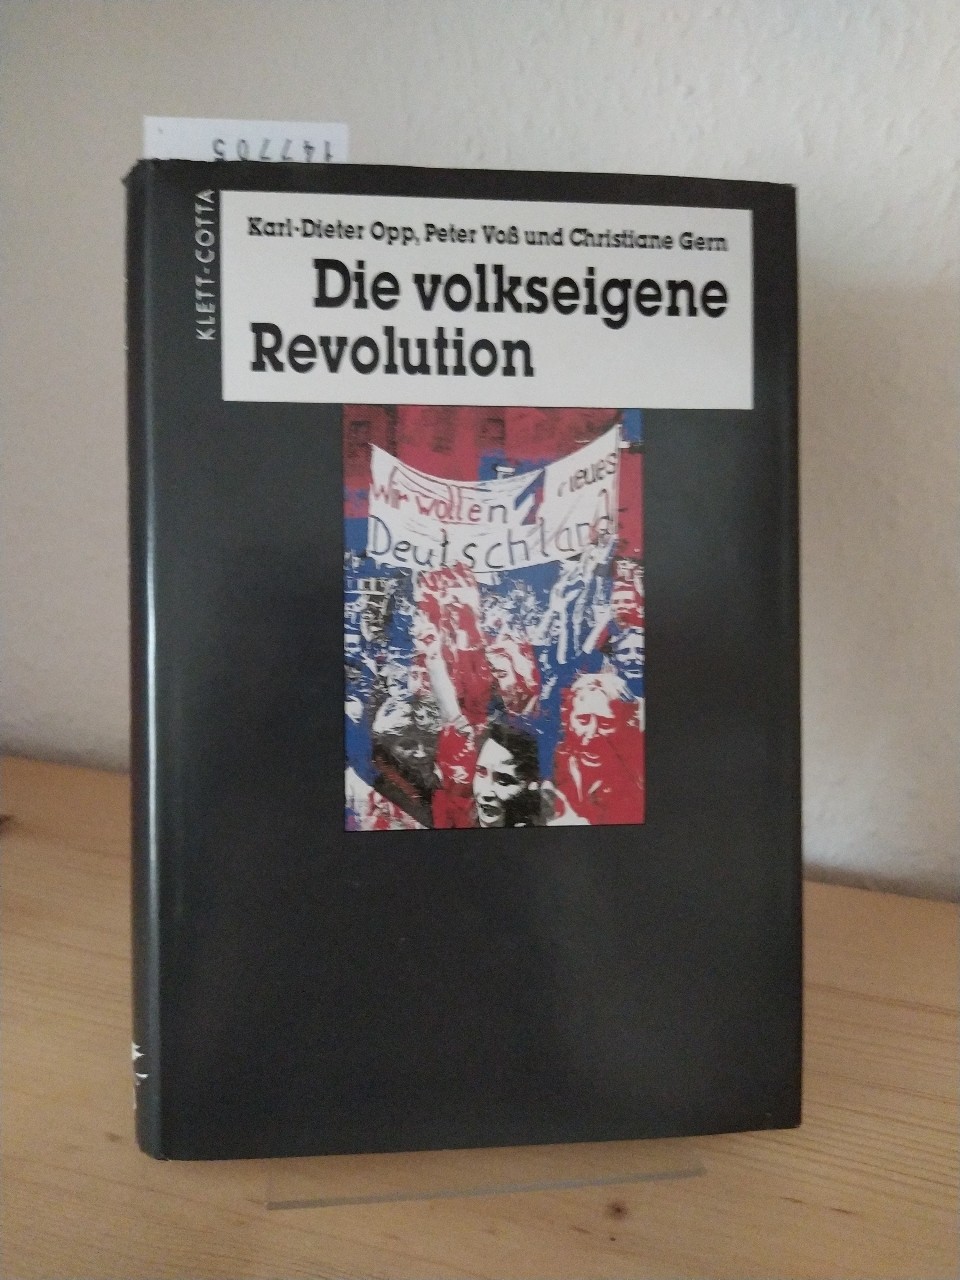 147705
KLETT-COTTA
Karl-Dieter Opp, Peter Voß und Christiane Gern
Die volkseigene
Revolution
Wir wollen neues
Deutschland